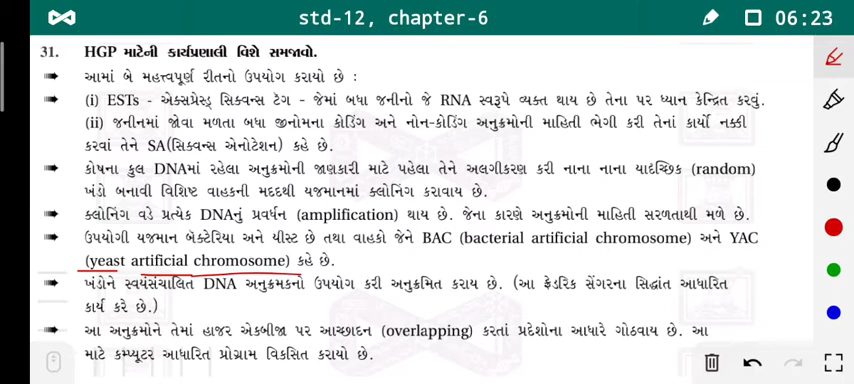 std-12, chapter-6
06:23
31. HGP માટેની કાર્યપ્રણાલી વિશે સમજાવો.
➠ આમાં બે મહત્ત્વપૂર્ણ રીતનો ઉપયોગ કરાયો છે :
➠ (i) ESTs - એક્સપ્રેસ્ડ્ સિક્વન્સ ટૅગ - જેમાં બધા જનીનો જે RNA સ્વરૂપે વ્યક્ત થાય છે તેના પર ધ્યાન કેન્દ્રિત કરવું.
(ii) જનીનમાં જોવા મળતા બધા જીનોમના કોડિંગ અને નોન-કોડિંગ અનુક્રમોની માહિતી ભેગી કરી તેનાં કાર્યો નક્કી
કરવાં તેને SA(સિક્વન્સ એનોટેશન) કહે છે.
➠ કોષના કુલ DNAમાં રહેલા અનુક્રમોની જાણકારી માટે પહેલા તેને અલગીકરણ કરી નાના નાના યાદૃચ્છિક (random)
ખંડો બનાવી વિશિષ્ટ વાહકની મદદથી યજમાનમાં ક્લોનિંગ કરાવાય છે.
➠ ક્લોનિંગ વડે પ્રત્યેક DNAનું પ્રવર્ધન (amplification) થાય છે. જેના કારણે અનુક્રમોની માહિતી સરળતાથી મળે છે.
➠ ઉપયોગી યજમાન બૅક્ટેરિયા અને યીસ્ટ છે તથા વાહકો જેને BAC (bacterial artificial chromosome) અને YAC
(yeast artificial chromosome) કહે છે.
➠ ખંડોને સ્વયંસંચાલિત DNA અનુક્રમકનો ઉપયોગ કરી અનુક્રમિત કરાય છે. (આ ફ્રેડરિક સેંગરના સિદ્ધાંત આધારિત
કાર્ય કરે છે.)
➠ આ અનુક્રમોને તેમાં હાજર એકબીજા પર આચ્છાદન (overlapping) કરતાં પ્રદેશોના આધારે ગોઠવાય છે. આ
માટે કમ્પ્યૂટર આધારિત પ્રોગ્રામ વિકસિત કરાયો છે.